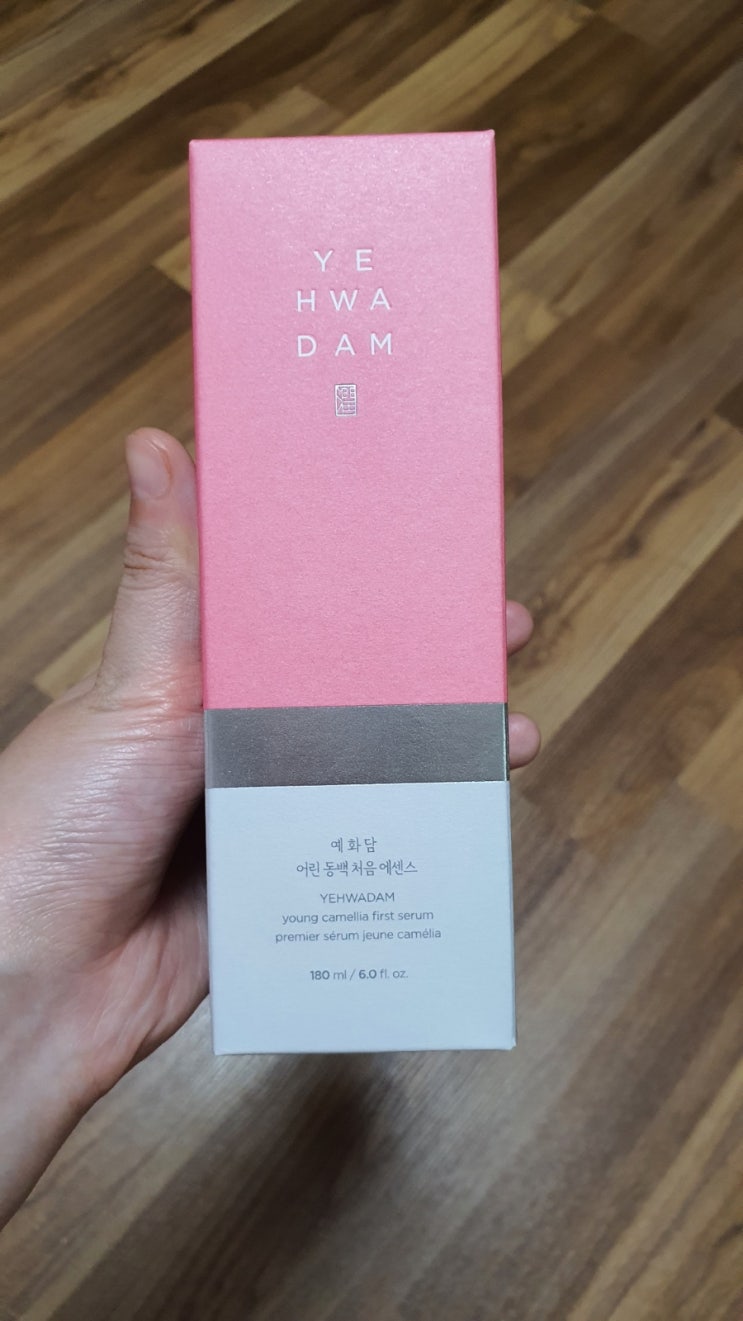 YE
HWA
DAM
예화담
어린 동백 처음 에센스
YEHWADAM
young camellia first serum
premier sérum jeune camélia
180 ml / 6.0 fl. oz.